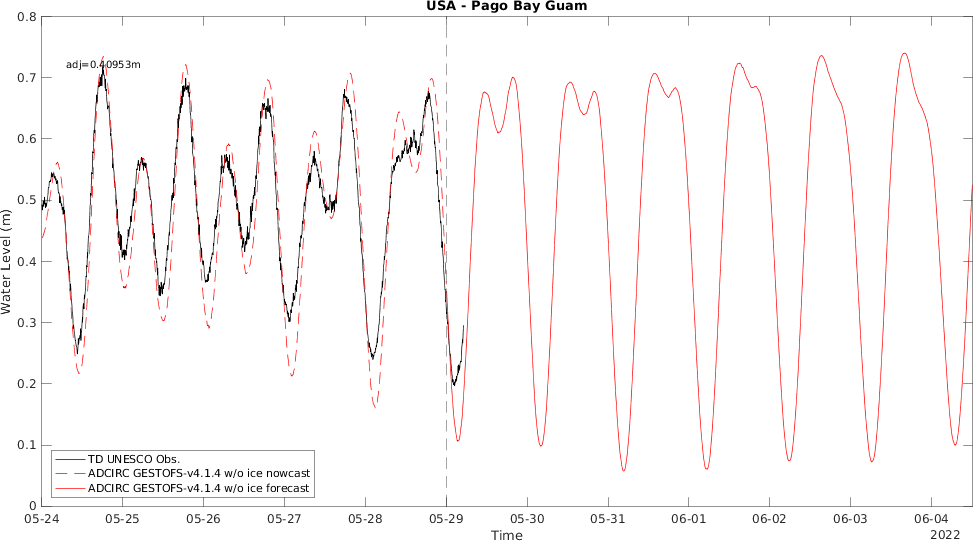 USA - Pago Bay Guam
adj=0.40953m
0.8
0.7
0.6
0.5
0.4
0.3
0.2
0.1
0
Water Level (m)
TD UNESCO Obs.
ADCIRC GESTOFS-v4.1.4 w/o ice nowcast
ADCIRC GESTOFS-v4.1.4 w/o ice forecast
05-24 05-25 05-26 05-27 05-28 05-29 05-30 05-31 06-01 06-02 06-03 06-04
Time
2022